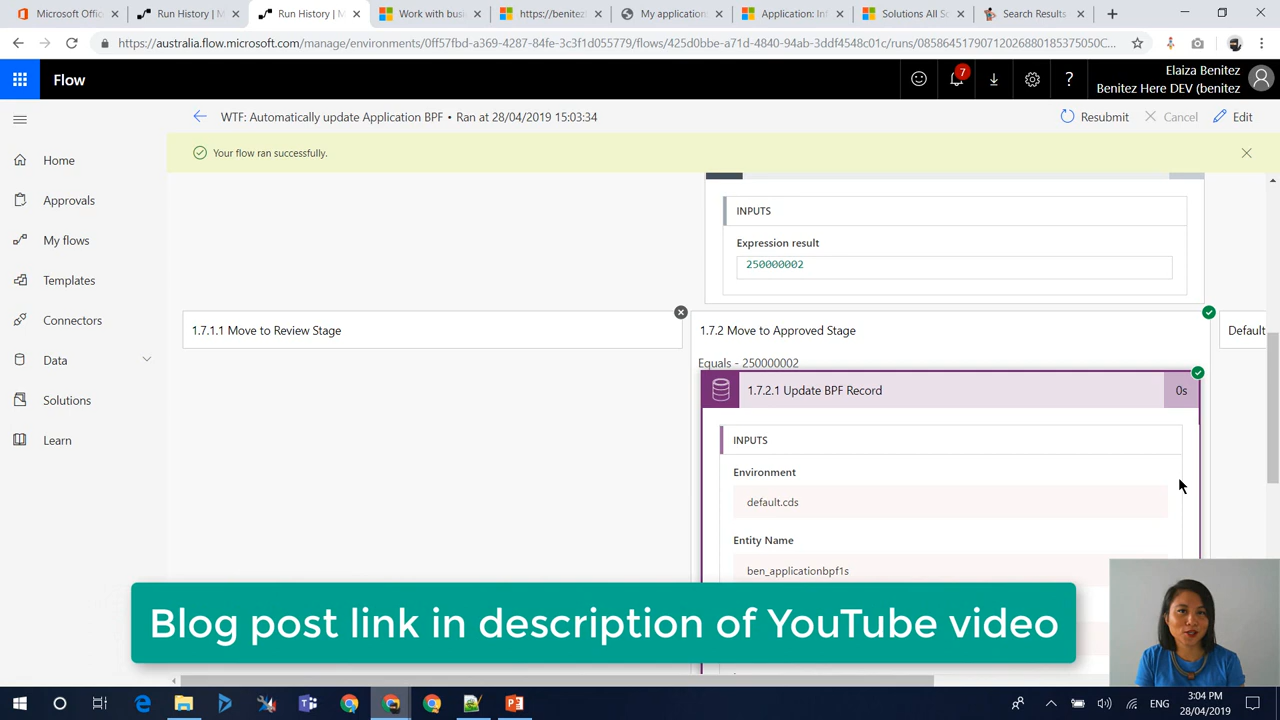 Microsoft Office
Run History | M
Run History | M
Work with busi
https://benitezh
My application
Application: Inf
Solutions All So
Search Results
https://australia.flow.microsoft.com/manage/environments/0ff57fbd-a369-4287-84fe-3c3f1d055779/flows/425d0bbe-a71d-4840-94ab-3ddf4548c01c/runs/08586451790712026880185375050C...
Flow
7
?
Elaiza Benitez
Benitez Here DEV (benitez
WTF: Automatically update Application BPF • Ran at 28/04/2019 15:03:34
Resubmit
Cancel
Edit
Your flow ran successfully.
Home
Approvals
My flows
Templates
Connectors
Data
Solutions
Learn
INPUTS
Expression result
250000002
1.7.1.1 Move to Review Stage
1.7.2 Move to Approved Stage
Default
Equals - 250000002
1.7.2.1 Update BPF Record
0s
INPUTS
Environment
default.cds
Entity Name
ben_applicationbpf1s
Blog post link in description of YouTube video
ENG
3:04 PM
28/04/2019